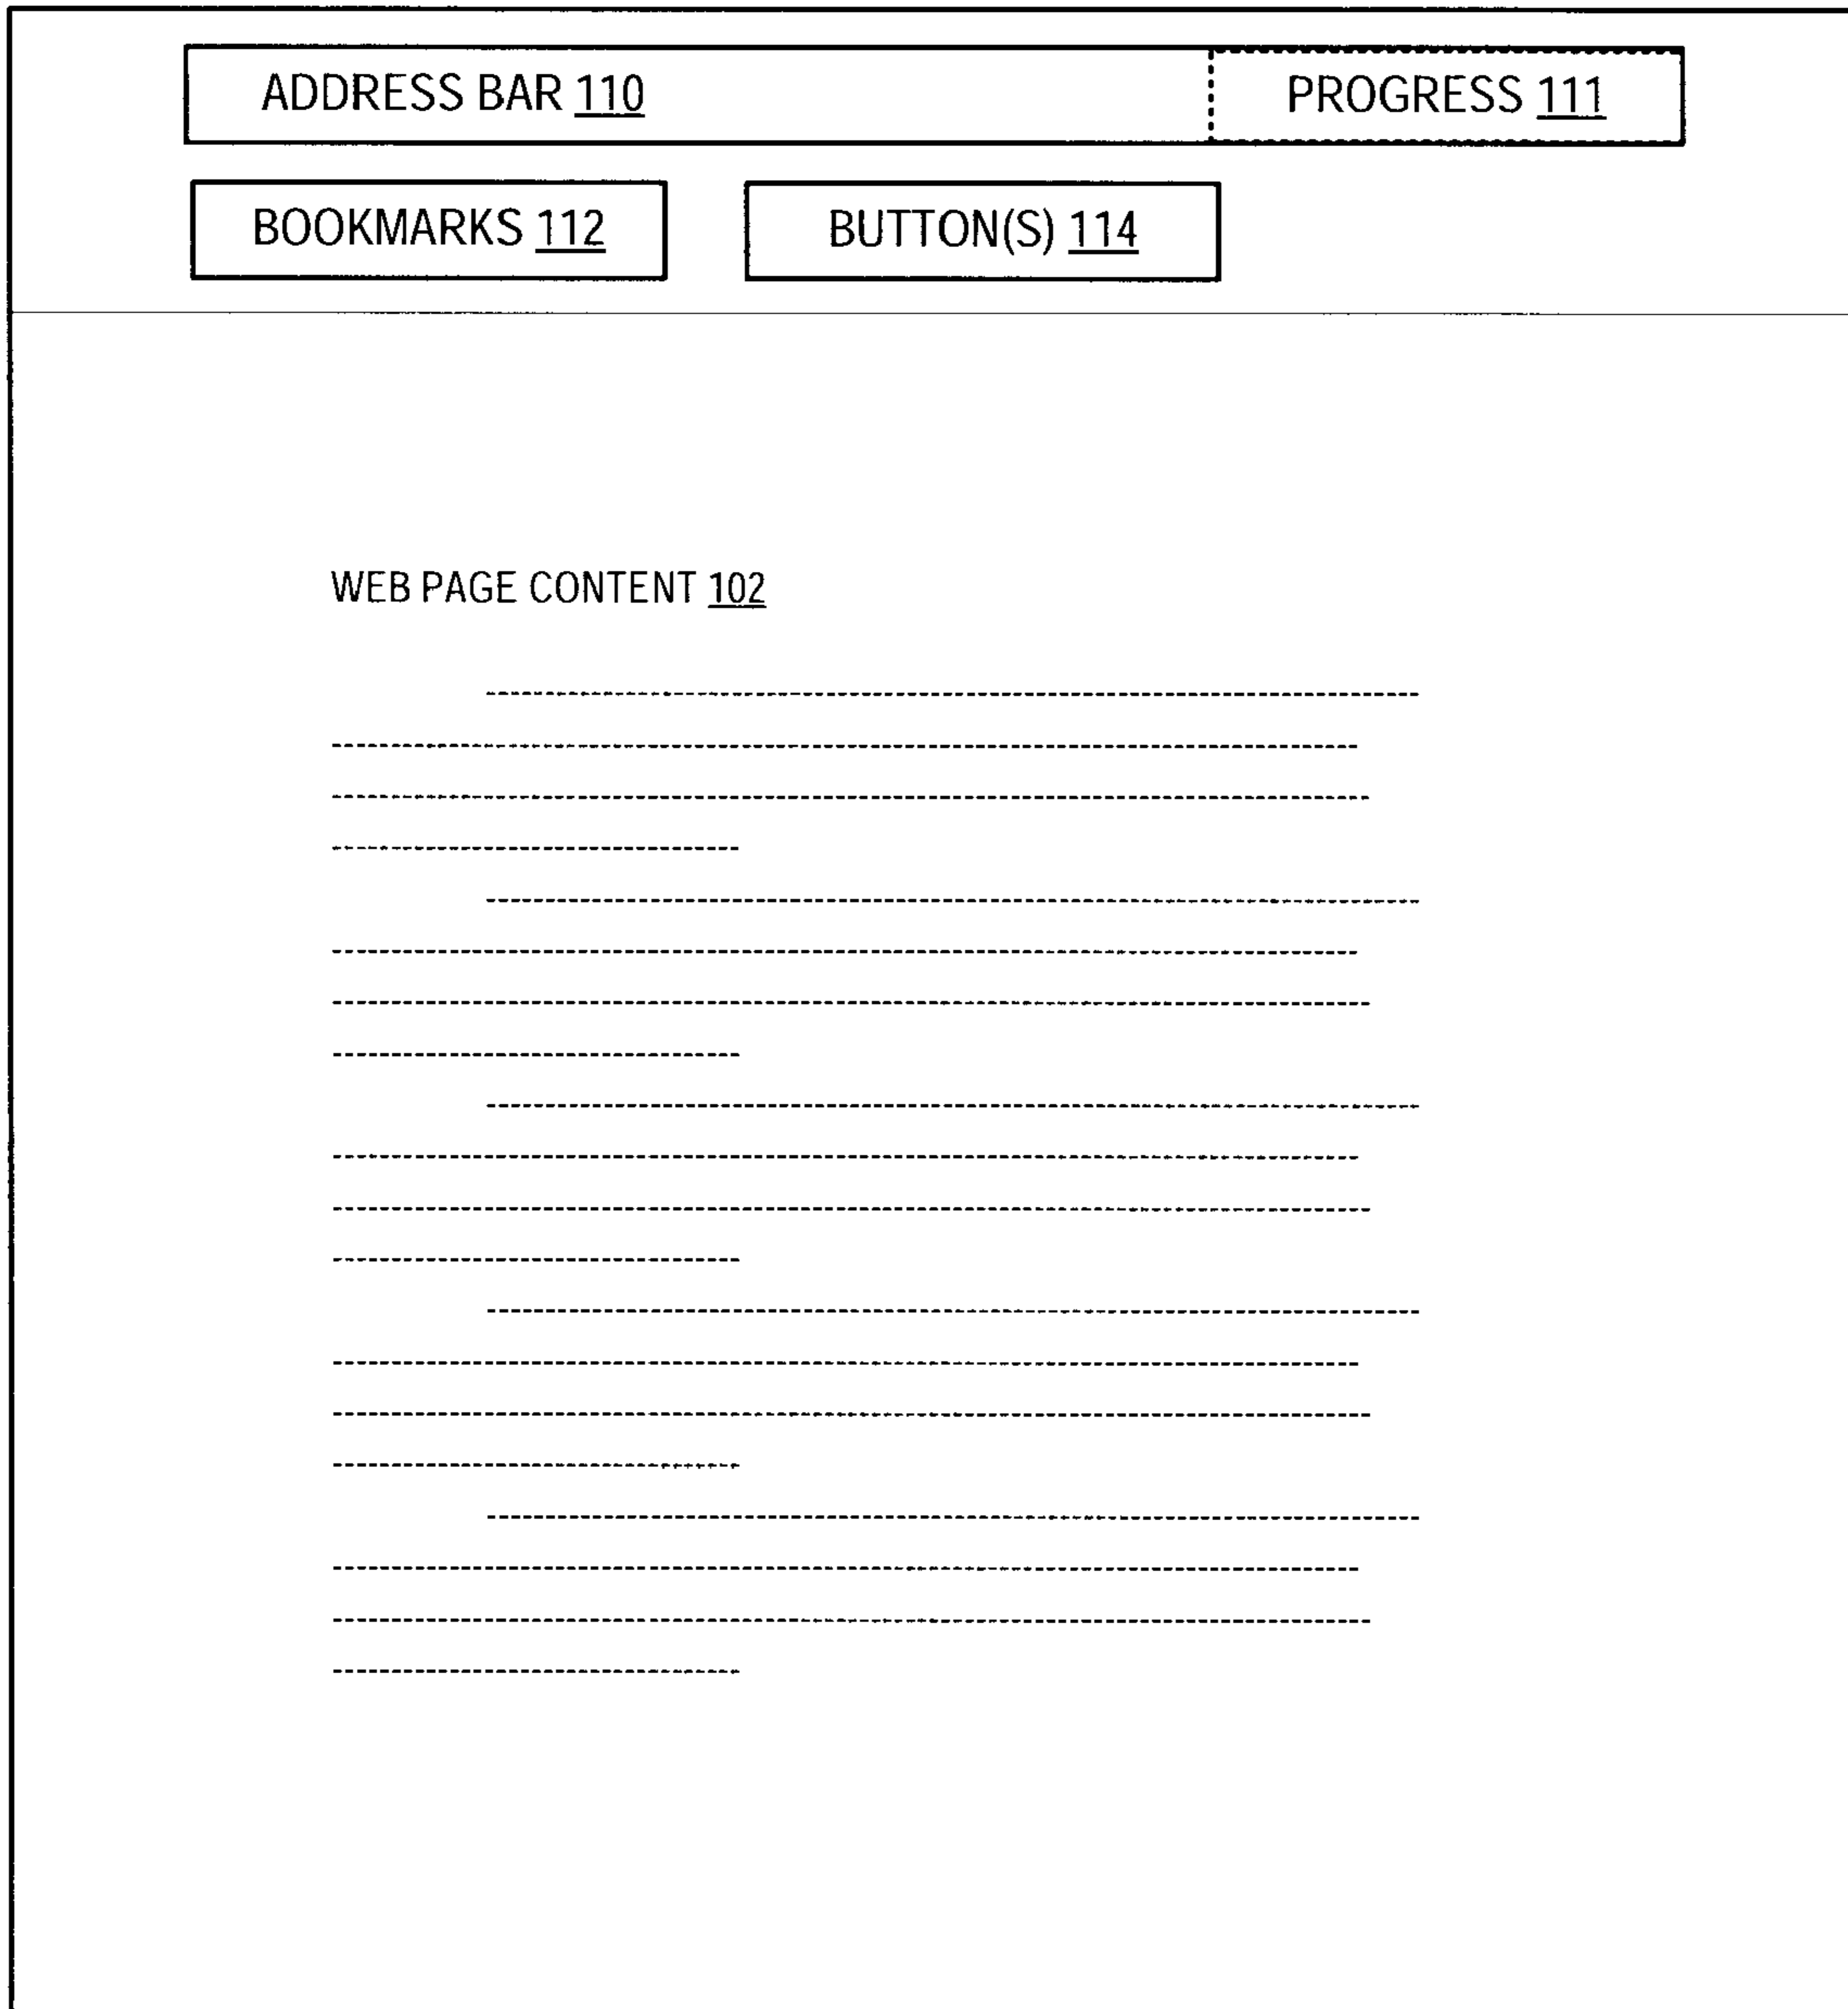 ADDRESS BAR 110 PROGRESS 111
BOOKMARKS 112 BUTTON(S) 114
WEB PAGE CONTENT 102